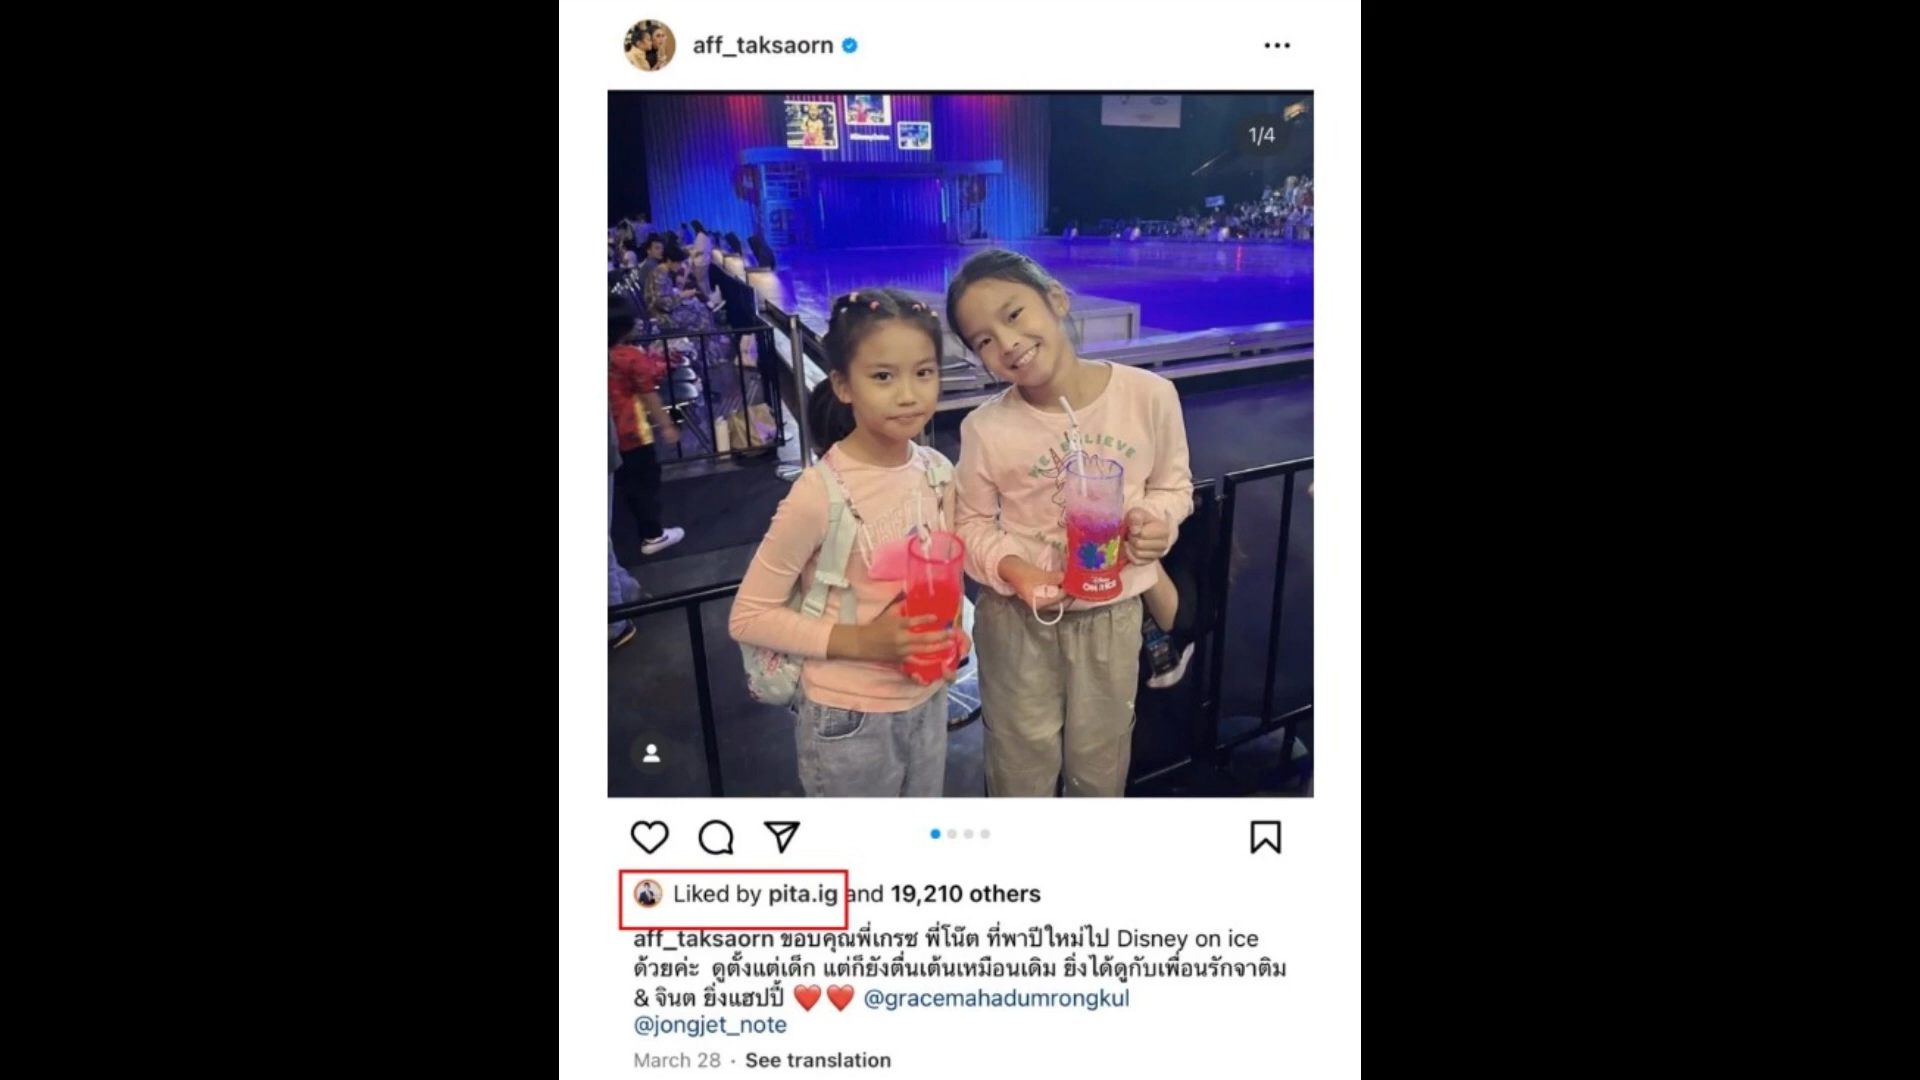 aff_taksaorn
1/4
WE BELIEVE
Disney
ON ICE
Liked by pita.ig and 19,210 others
aff_taksaorn ขอบคุณพี่เกรซ พี่โน๊ต ที่พาปีใหม่ไป Disney on ice
ด้วยค่ะ ดูตั้งแต่เด็ก แต่ก็ยังตื่นเต้นเหมือนเดิม ยิ่งได้ดูกับเพื่อนรักจาติม
& จินต ยิ่งแฮปปี้ ❤️❤️ @gracemahadumrongkul
@jongjet_note
March 28 · See translation